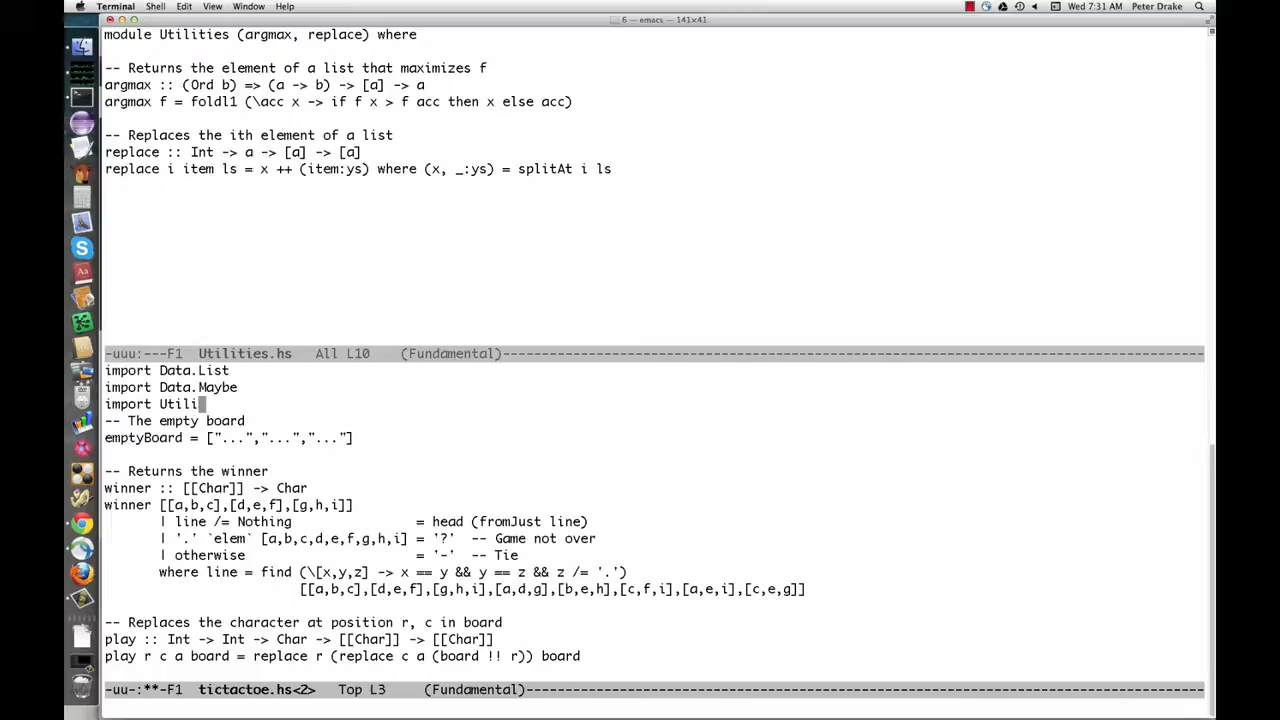 Terminal Shell Edit View Window Help Wed 7:31 AM Peter Drake
6 — emacs — 141×41
module Utilities (argmax, replace) where
-- Returns the element of a list that maximizes f
argmax :: (Ord b) => (a -> b) -> [a] -> a
argmax f = foldl1 (\acc x -> if f x > f acc then x else acc)
-- Replaces the ith element of a list
replace :: Int -> a -> [a] -> [a]
replace i item ls = x ++ (item:ys) where (x, _:ys) = splitAt i ls
-uuu:---F1 Utilities.hs All L10 (Fundamental)------------------------------------------------------------------------------------------
import Data.List
import Data.Maybe
import Utili
-- The empty board
emptyBoard = ["...","...","..."]
-- Returns the winner
winner :: [[Char]] -> Char
winner [[a,b,c],[d,e,f],[g,h,i]]
| line /= Nothing = head (fromJust line)
| '.' `elem` [a,b,c,d,e,f,g,h,i] = '?' -- Game not over
| otherwise = '-' -- Tie
where line = find (\[x,y,z] -> x == y && y == z && z /= '.')
[[a,b,c],[d,e,f],[g,h,i],[a,d,g],[b,e,h],[c,f,i],[a,e,i],[c,e,g]]
-- Replaces the character at position r, c in board
play :: Int -> Int -> Char -> [[Char]] -> [[Char]]
play r c a board = replace r (replace c a (board !! r)) board
-uu-:**-F1 tictactoe.hs<2> Top L3 (Fundamental)---------------------------------------------------------------------------------------